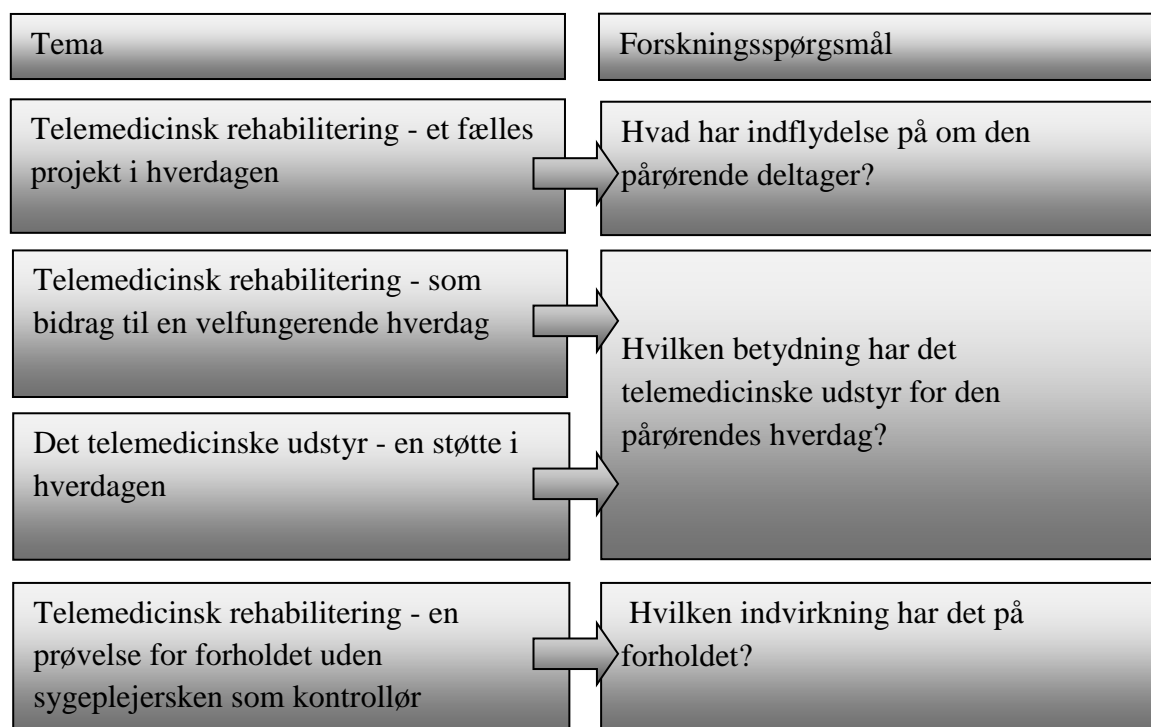 Tema
Forskningsspørgsmål
Telemedicinsk rehabilitering - et fælles
projekt i hverdagen
Hvad har indflydelse på om den
pårørende deltager?
Telemedicinsk rehabilitering - som
bidrag til en velfungerende hverdag
Det telemedicinske udstyr - en støtte i
hverdagen
Hvilken betydning har det
telemedicinske udstyr for den
pårørendes hverdag?
Telemedicinsk rehabilitering - en
prøvelse for forholdet uden
sygeplejersken som kontrollør
Hvilken indvirkning har det på
forholdet?